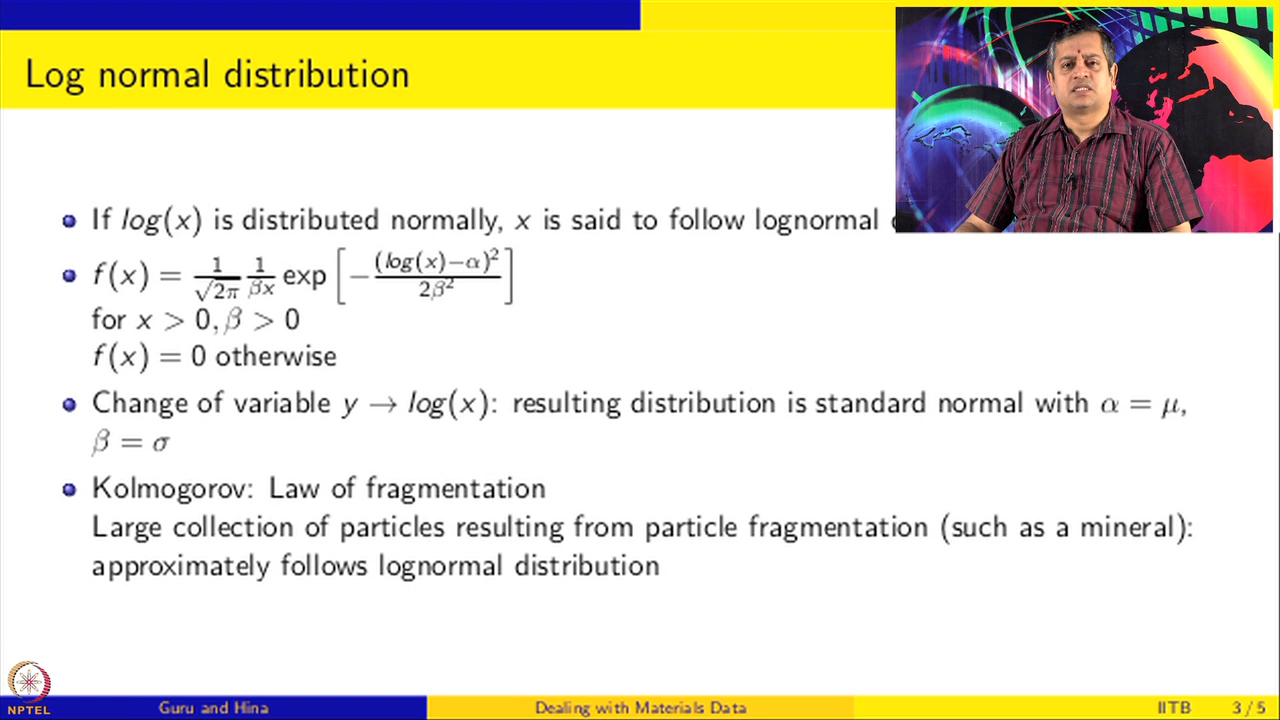 Log normal distribution
If log(x) is distributed normally, x is said to follow lognormal
f(x) = 1/√2π 1/βx exp [−(log(x)−α)²/2β²]
for x > 0, β > 0
f(x) = 0 otherwise
Change of variable y → log(x): resulting distribution is standard normal with α = μ,
β = σ
Kolmogorov: Law of fragmentation
Large collection of particles resulting from particle fragmentation (such as a mineral):
approximately follows lognormal distribution
NPTEL
Guru and Hina Dealing with Materials Data IITB 3 / 5